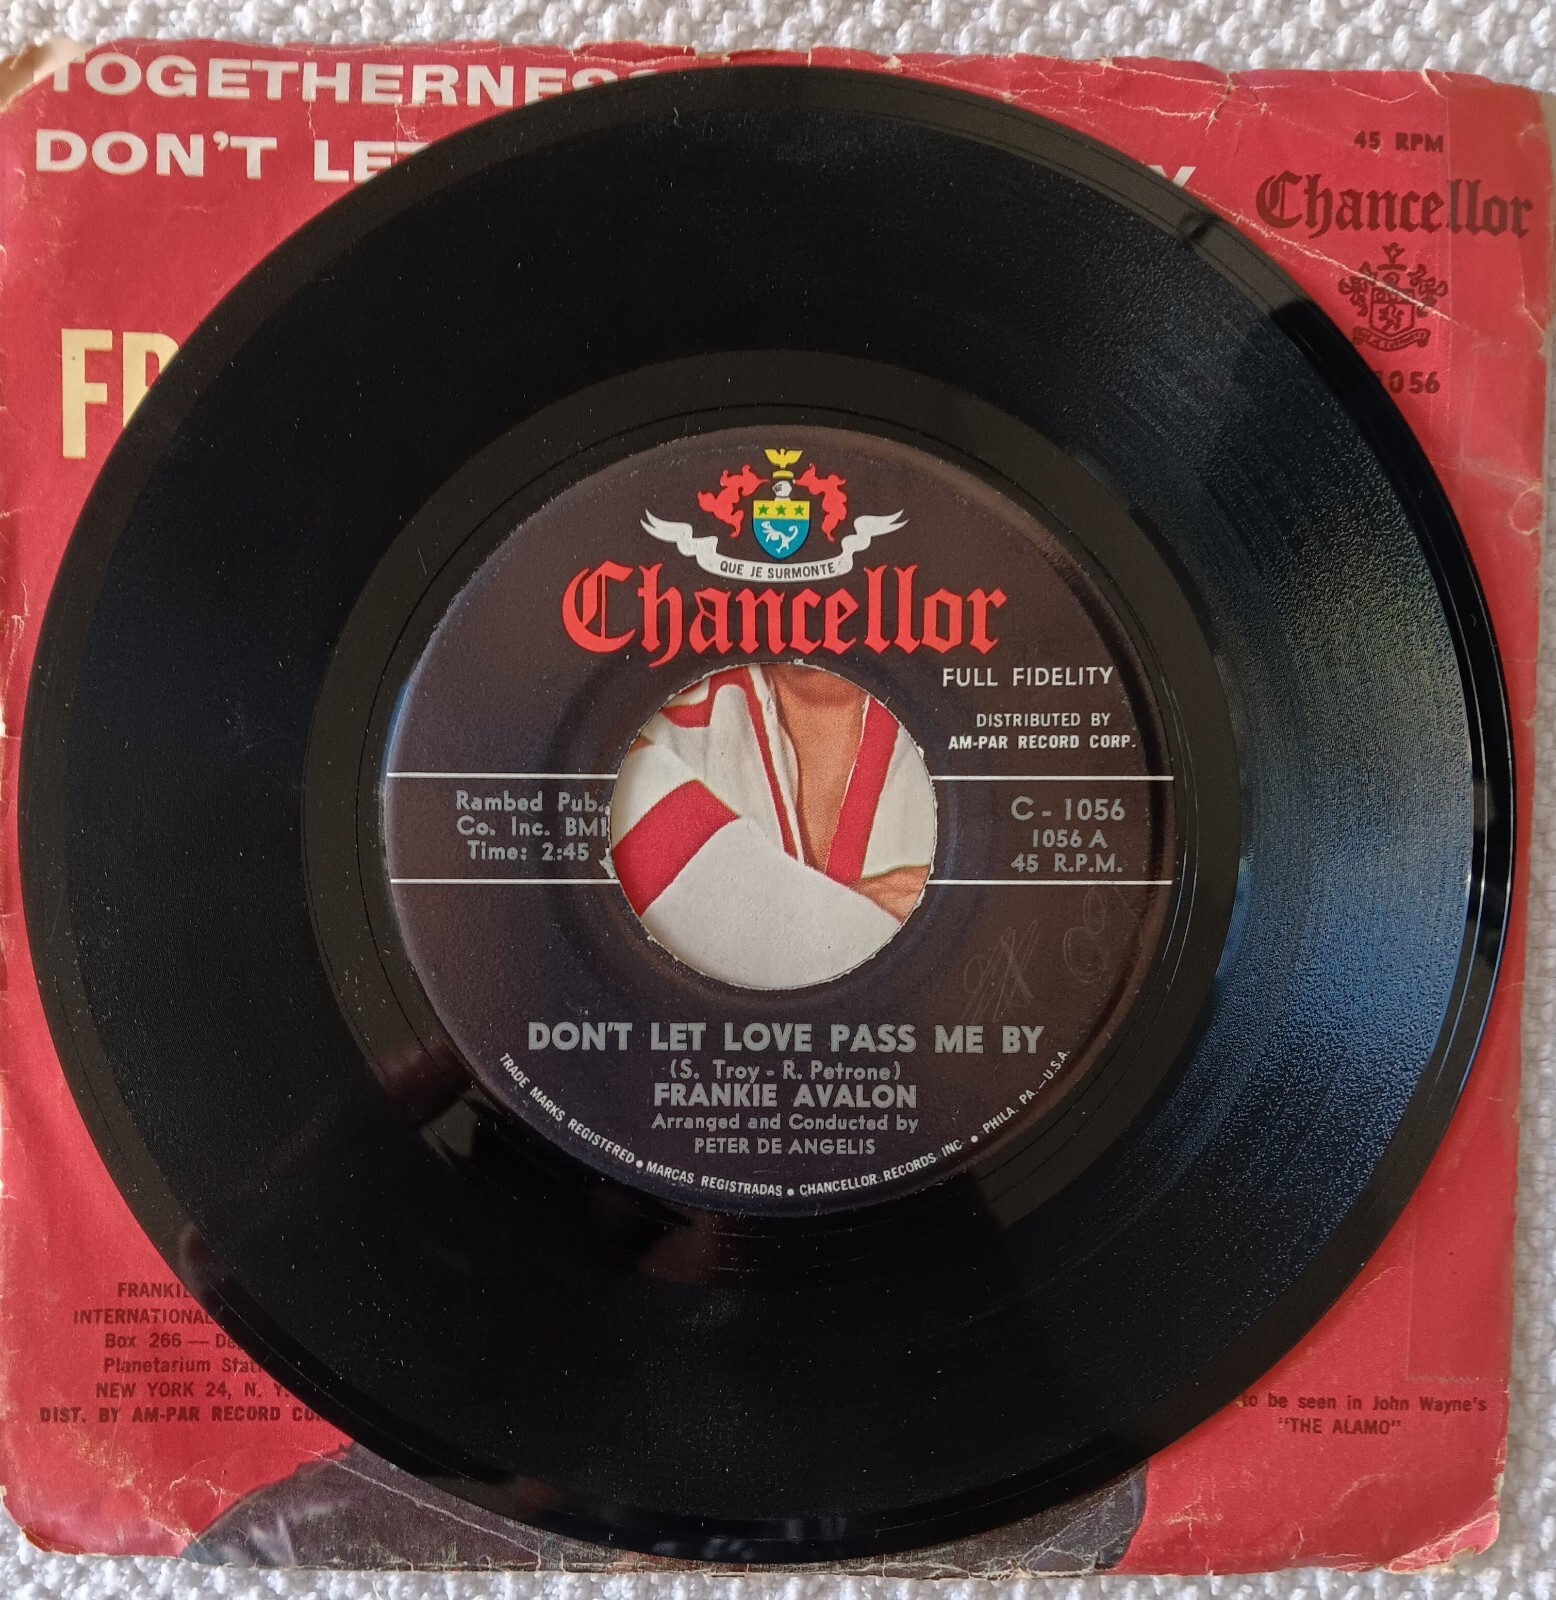 TOGETHERNESS
DON'T LET
45 RPM
Chancellor
1056
QUE JE SURMONTE
Chancellor
FULL FIDELITY
DISTRIBUTED BY
AM-PAR RECORD CORP.
Rambed Pub.
Co. Inc. BMI
Time: 2:45
C - 1056
1056 A
45 R.P.M.
DON'T LET LOVE PASS ME BY
(S. Troy - R. Petrone)
FRANKIE AVALON
Arranged and Conducted by
PETER DE ANGELIS
TRADE MARKS REGISTERED • MARCAS REGISTRADAS • CHANCELLOR RECORDS INC. • PHILA. PA.—U.S.A.
FRANKIE
INTERNATIONAL
Box 266 —
Planetarium
NEW YORK 24, N. Y.
DIST. BY AM-PAR RECORD
to be seen in John Wayne's
"THE ALAMO"